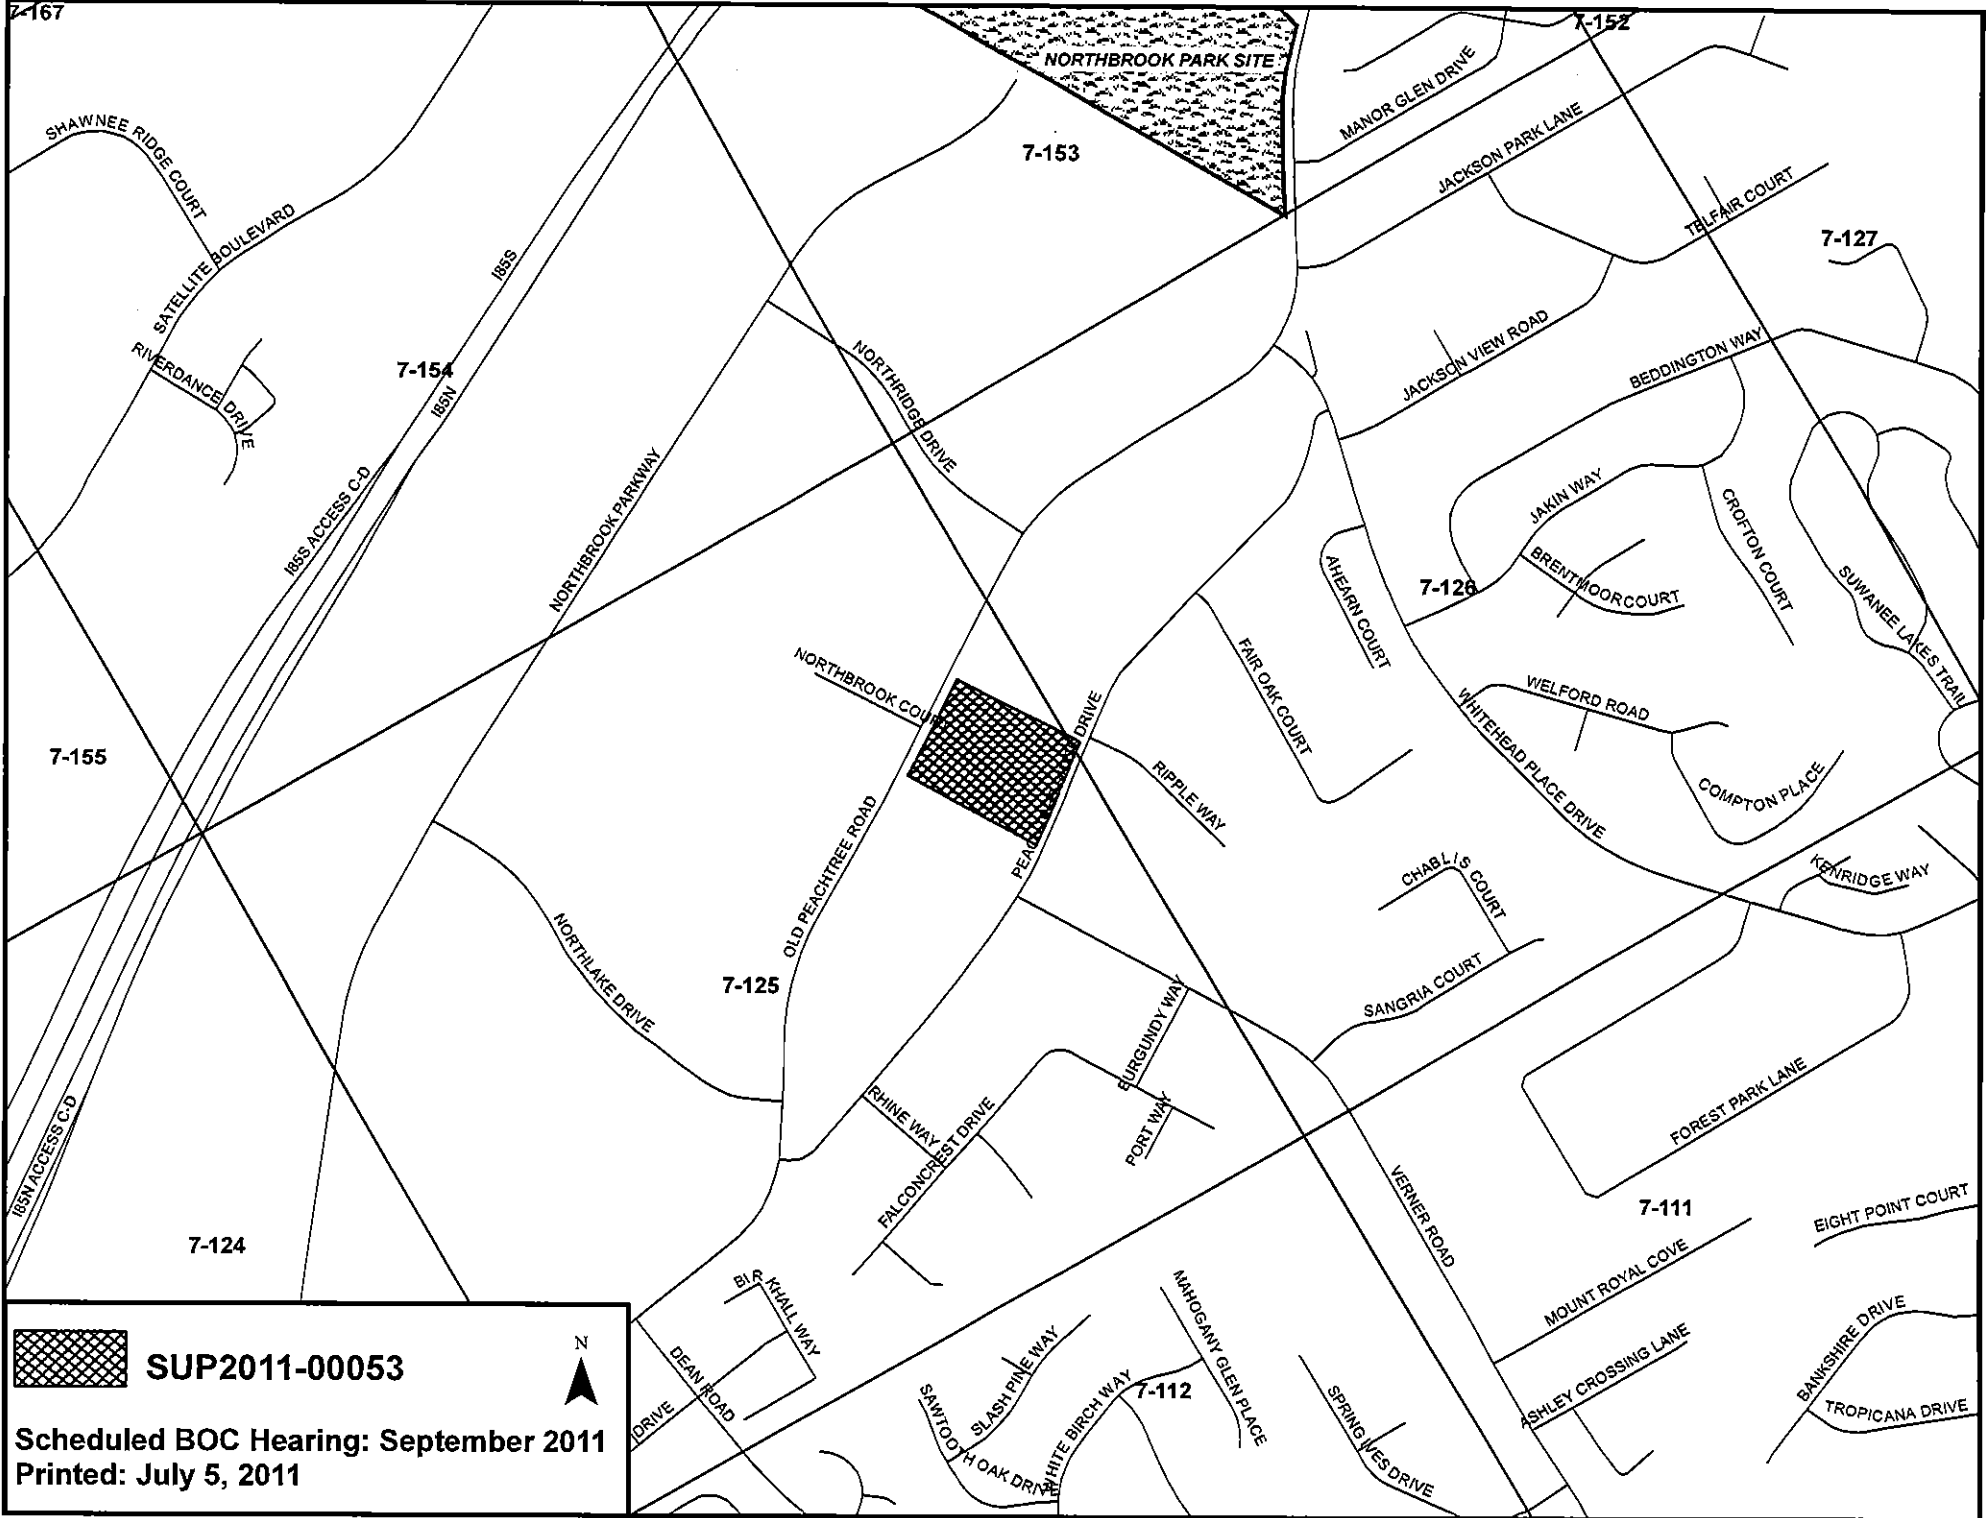 7-167
7-152
NORTHBROOK PARK SITE
MANOR GLEN DRIVE
7-153
JACKSON PARK LANE
SHAWNEE RIDGE COURT
SATELLITE BOULEVARD
TELFAIR COURT
7-127
I85S
RIVERDANCE DRIVE
7-154
I85N
NORTHRIDGE DRIVE
JACKSON VIEW ROAD
BEDDINGTON WAY
I85S ACCESS C-D
NORTHBROOK PARKWAY
JAKIN WAY
CROFTON COURT
BRENTMOOR COURT
7-126
AHEARN COURT
SUWANEE LAKES TRAIL
FAIR OAK COURT
NORTHBROOK COURT
WELFORD ROAD
WHITEHEAD PLACE DRIVE
COMPTON PLACE
7-155
DRIVE
PEAC
RIPPLE WAY
OLD PEACHTREE ROAD
CHABLIS COURT
KENRIDGE WAY
NORTHLAKE DRIVE
7-125
SANGRIA COURT
BURGUNDY WAY
PORT WAY
RHINE WAY
FALCONCREST DRIVE
FOREST PARK LANE
I85N ACCESS C-D
VERNER ROAD
7-111
EIGHT POINT COURT
7-124
MOUNT ROYAL COVE
BIRKHALL WAY
MAHOGANY GLEN PLACE
BANKSHIRE DRIVE
DEAN ROAD
SLASH PINE WAY
WHITE BIRCH WAY
7-112
ASHLEY CROSSING LANE
SPRING IVES DRIVE
TROPICANA DRIVE
SAWTOOTH OAK DRIVE
DRIVE
N
SUP2011-00053
Scheduled BOC Hearing: September 2011
Printed: July 5, 2011